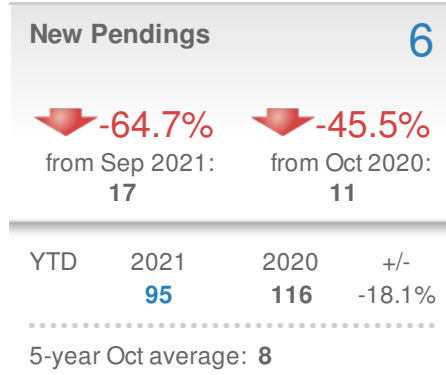 New Pendings 6
-64.7% -45.5%
from Sep 2021: from Oct 2020:
17 11
YTD 2021 2020 +/-
95 116 -18.1%
5-year Oct average: 8